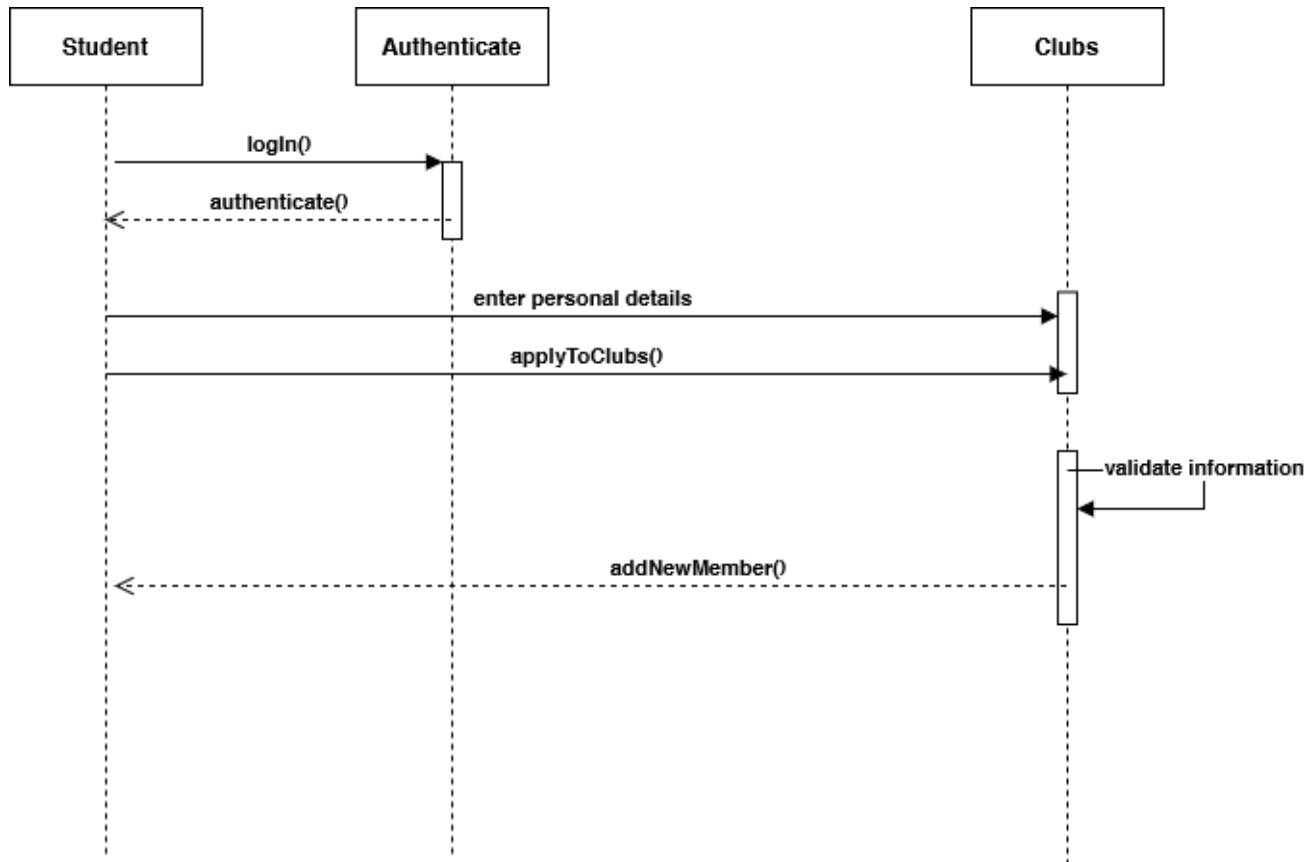 Student
Authenticate
Clubs
logIn()
authenticate()
enter personal details
applyToClubs()
validate information
addNewMember()